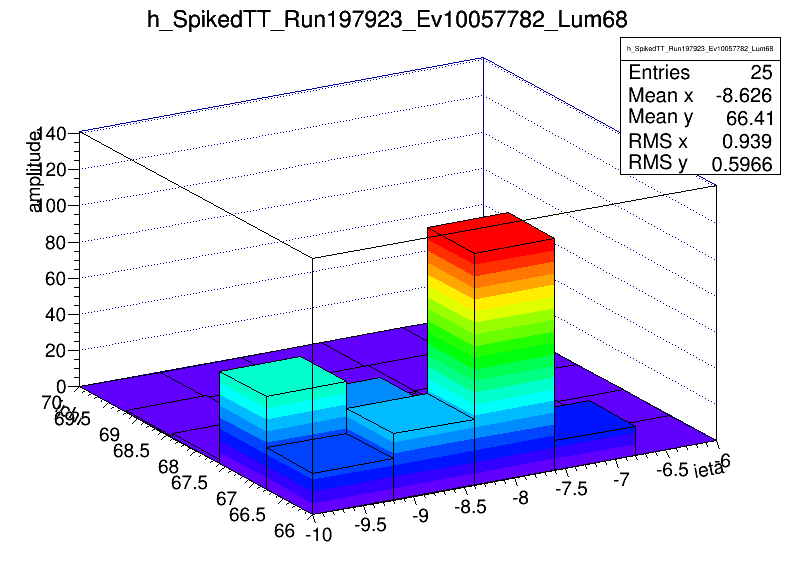 h_SpikedTT_Run197923_Ev10057782_Lum68
h_SpikedTT_Run197923_Ev10057782_Lum68
Entries 25
Mean x -8.626
Mean y 66.41
RMS x 0.939
RMS y 0.5966
amplitude
140
120
100
80
60
40
20
0
70
69.5
69
68.5
68
67.5
67
66.5
66
-10
-9.5
-9
-8.5
-8
-7.5
-7
-6.5
-6
ieta